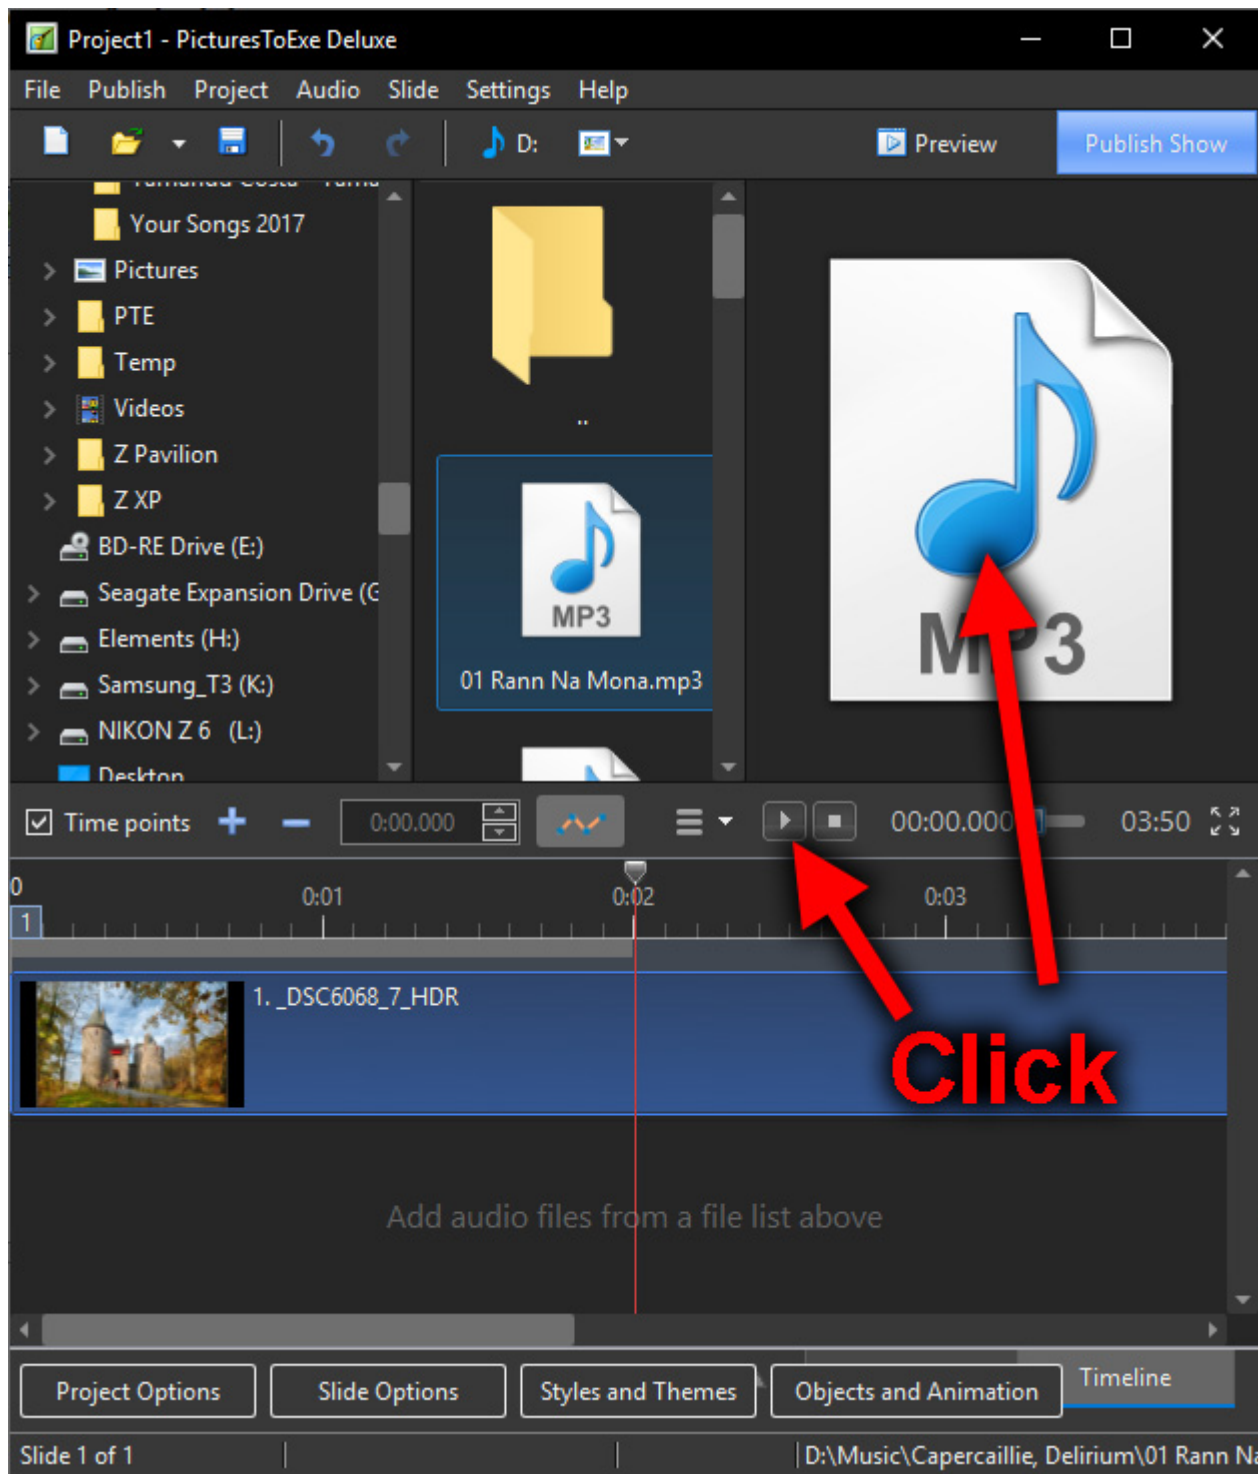 Project1 - PicturesToExe Deluxe
File Publish Project Audio Slide Settings Help
D: Preview Publish Show
Your Songs 2017
Pictures
PTE
Temp
Videos
Z Pavilion
Z XP
BD-RE Drive (E:)
Seagate Expansion Drive (G
Elements (H:)
Samsung_T3 (K:)
NIKON Z 6 (L:)
Desktop
..
MP3
01 Rann Na Mona.mp3
MP3
Time points 0:00.000 00:00.000 03:50
0 0:01 0:02 0:03
1
1. _DSC6068_7_HDR
Click
Add audio files from a file list above
Project Options Slide Options Styles and Themes Objects and Animation Timeline
Slide 1 of 1 D:\Music\Capercaillie, Delirium\01 Rann Na